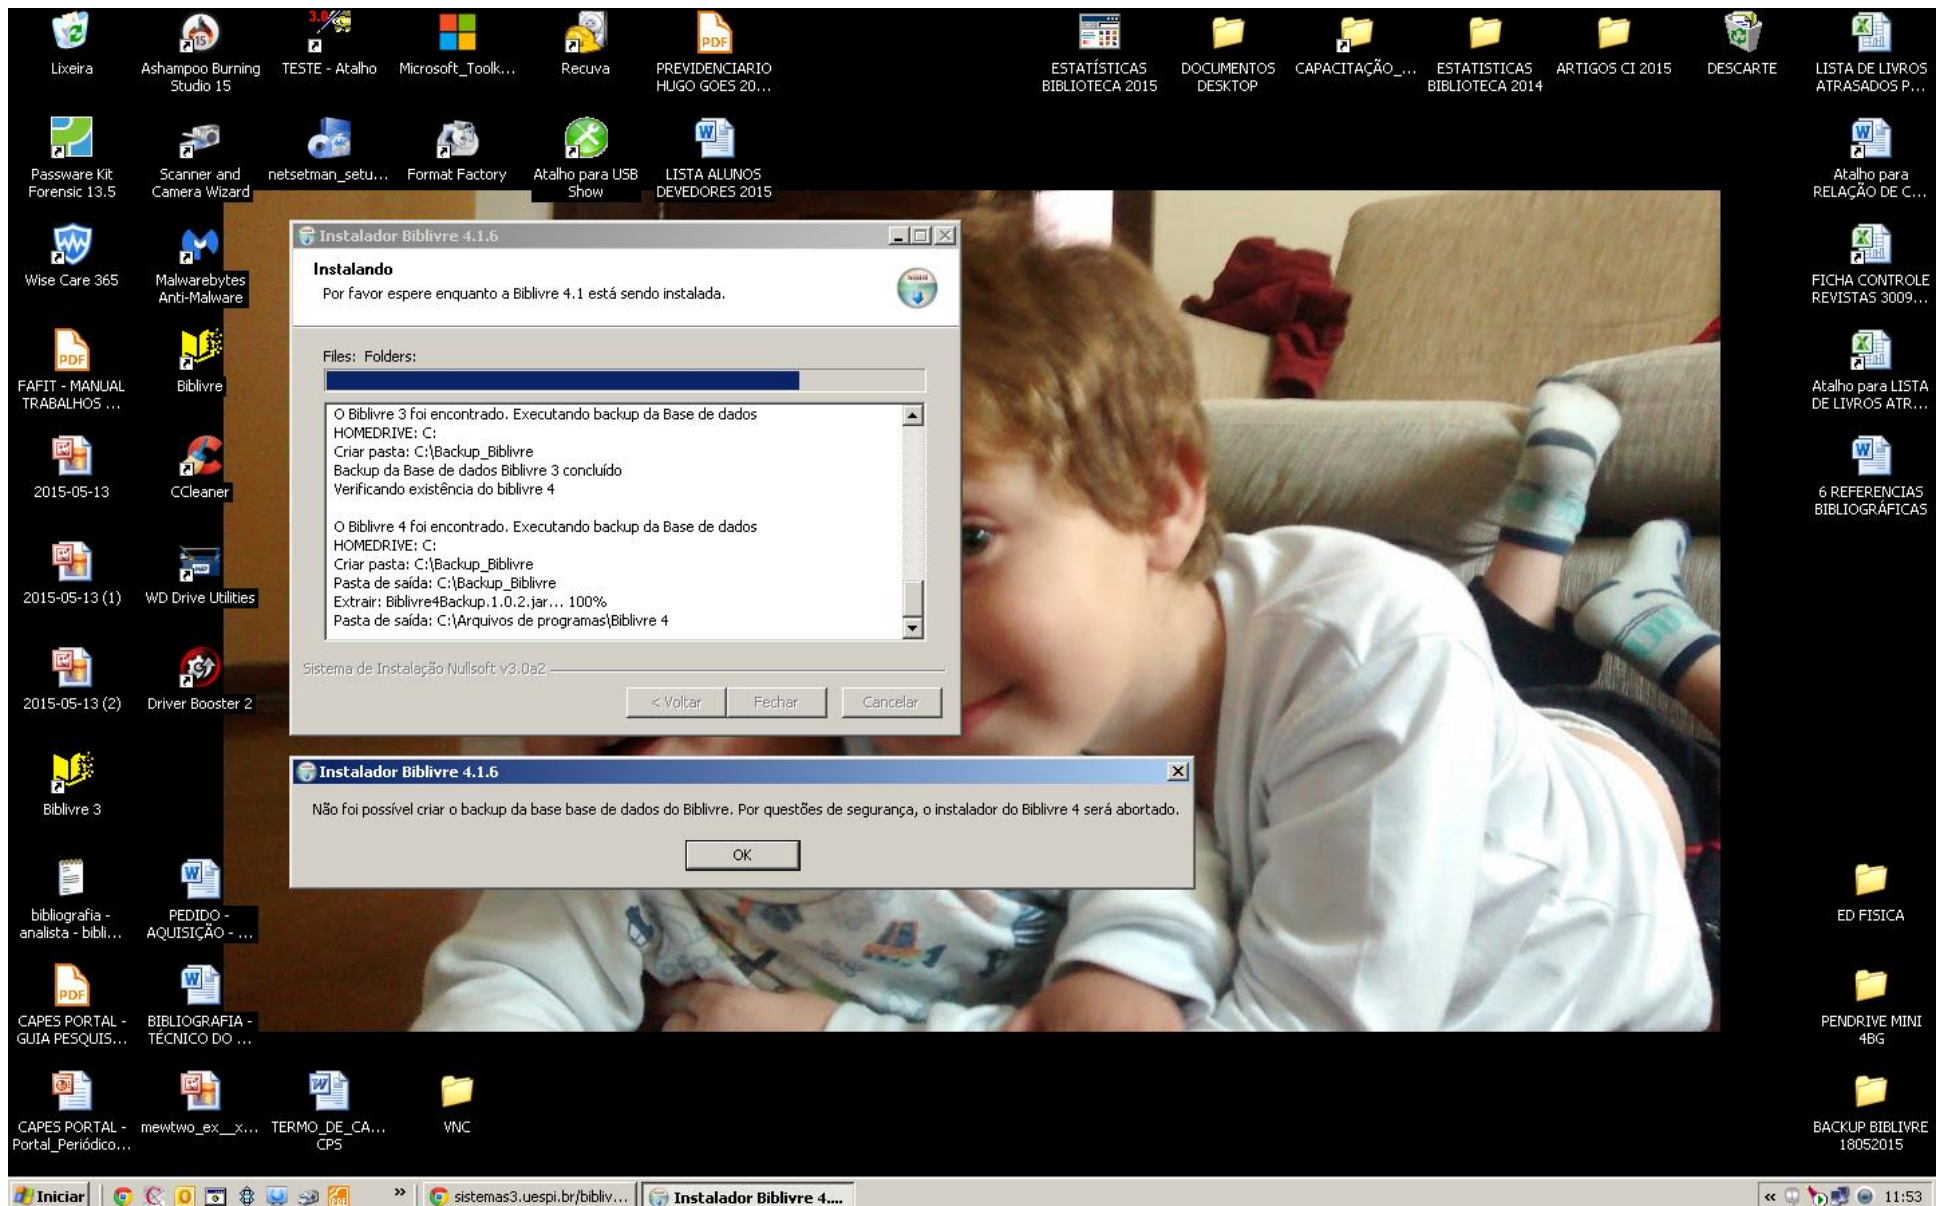 Lixeira
Ashampoo Burning
Studio 15
3.0
TESTE - Atalho
Microsoft_Toolk...
Recuva
PDF
PREVIDENCIARIO
HUGO GOES 20...
ESTATÍSTICAS
BIBLIOTECA 2015
DOCUMENTOS
DESKTOP
CAPACITAÇÃO_...
ESTATISTICAS
BIBLIOTECA 2014
ARTIGOS CI 2015
DESCARTE
LISTA DE LIVROS
ATRASADOS P...
Passware Kit
Forensic 13.5
Scanner and
Camera Wizard
netsetman_setu...
Format Factory
Atalho para USB
Show
LISTA ALUNOS
DEVEDORES 2015
Atalho para
RELAÇÃO DE C...
Wise Care 365
Malwarebytes
Anti-Malware
FICHA CONTROLE
REVISTAS 3009...
PDF
FAFIT - MANUAL
TRABALHOS ...
Biblivre
Atalho para LISTA
DE LIVROS ATR...
2015-05-13
CCleaner
6 REFERENCIAS
BIBLIOGRÁFICAS
2015-05-13 (1)
WD Drive Utilities
2015-05-13 (2)
Driver Booster 2
Biblivre 3
Instalador Biblivre 4.1.6
Instalando
Por favor espere enquanto a Biblivre 4.1 está sendo instalada.
Files: Folders:
O Biblivre 3 foi encontrado. Executando backup da Base de dados
HOMEDRIVE: C:
Criar pasta: C:\Backup_Biblivre
Backup da Base de dados Biblivre 3 concluído
Verificando existência do biblivre 4
O Biblivre 4 foi encontrado. Executando backup da Base de dados
HOMEDRIVE: C:
Criar pasta: C:\Backup_Biblivre
Pasta de saída: C:\Backup_Biblivre
Extrair: Biblivre4Backup.1.0.2.jar... 100%
Pasta de saída: C:\Arquivos de programas\Biblivre 4
Sistema de Instalação Nullsoft v3.0a2
< Voltar
Fechar
Cancelar
Instalador Biblivre 4.1.6
Não foi possível criar o backup da base base de dados do Biblivre. Por questões de segurança, o instalador do Biblivre 4 será abortado.
OK
bibliografia -
analista - bibli...
PEDIDO -
AQUISIÇÃO - ...
ED FISICA
PDF
CAPES PORTAL -
GUIA PESQUIS...
BIBLIOGRAFIA -
TÉCNICO DO ...
PENDRIVE MINI
4BG
CAPES PORTAL -
Portal_Periódico...
mewtwo_ex__x...
TERMO_DE_CA...
CPS
VNC
BACKUP BIBLIVRE
18052015
Iniciar
»
sistemas3.uespi.br/bibliv...
Instalador Biblivre 4....
«
11:53